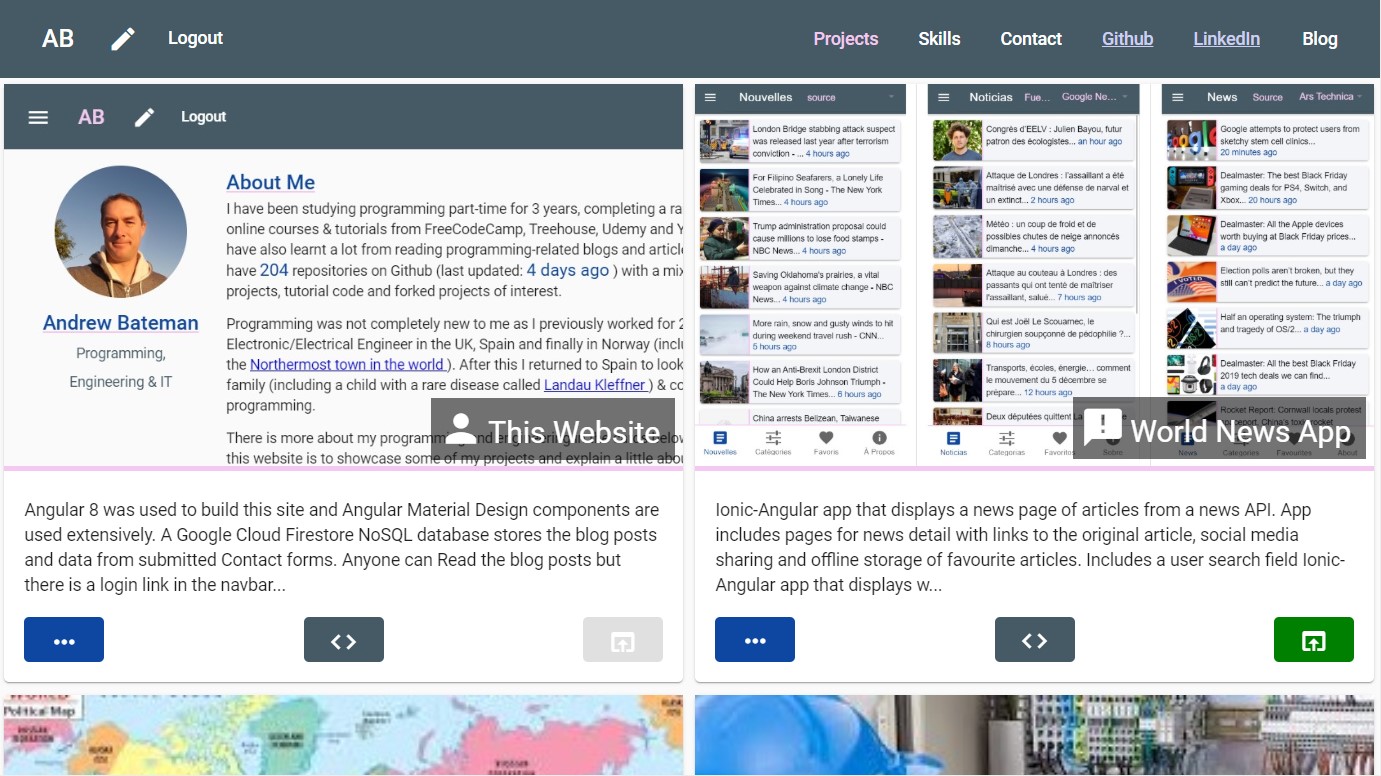 AB Logout Projects Skills Contact Github LinkedIn Blog
AB Logout
About Me
I have been studying programming part-time for 3 years, completing a ra
online courses & tutorials from FreeCodeCamp, Treehouse, Udemy and Y
have also learnt a lot from reading programming-related blogs and article
have 204 repositories on Github (last updated: 4 days ago ) with a mix
projects, tutorial code and forked projects of interest.
Andrew Bateman
Programming,
Engineering & IT
Programming was not completely new to me as I previously worked for 2
Electronic/Electrical Engineer in the UK, Spain and finally in Norway (inclu
the Northermost town in the world ). After this I returned to Spain to look
family (including a child with a rare disease called Landau Kleffner ) & co
programming.
There is more about my programming and engineering below
this website is to showcase some of my projects and explain a little abou
This Website
Nouvelles source
London Bridge stabbing attack suspect
was released last year after terrorism
conviction - ... 4 hours ago
For Filipino Seafarers, a Lonely Life
Celebrated in Song - The New York
Times... 4 hours ago
Trump administration proposal could
cause millions to lose food stamps -
NBC News... 4 hours ago
Saving Oklahoma's prairies, a vital
weapon against climate change - NBC
News... 4 hours ago
More rain, snow and gusty winds to hit
during weekend travel rush - CNN...
5 hours ago
How an Anti-Brexit London District
Could Help Boris Johnson Triumph -
The New York Times... 6 hours ago
China arrests Belizean, Taiwanese
Nouvelles Catégories Favoris À Propos
Noticias Fue... Google Ne...
Congrès d'EELV : Julien Bayou, futur
patron des écologistes... an hour ago
Attaque de Londres : l'assaillant a été
maîtrisé avec une défense de narval et
un extinct... 2 hours ago
Météo : un coup de froid et de
possibles chutes de neige annoncés
dimanche... 4 hours ago
Attaque au couteau à Londres : des
passants qui ont tenté de maîtriser
l'assaillant, salué... 7 hours ago
Qui est Joël Le Scouarnec, le
chirurgien soupçonné de pédophilie ?...
8 hours ago
Transports, écoles, énergie... comment
le mouvement du 5 décembre se
prépare... 12 hours ago
Deux députées quittent La
Noticias Categorias Favoritos Sobre
News Source Ars Technica
Google attempts to protect users from
sketchy stem cell clinics...
20 minutes ago
Dealmaster: The best Black Friday
gaming deals for PS4, Switch, and
Xbox... 20 hours ago
Dealmaster: All the Apple devices
worth buying at Black Friday prices...
a day ago
Election polls aren't broken, but they
still can't predict the future... a day ago
Half an operating system: The triumph
and tragedy of OS/2... a day ago
Dealmaster: All the best Black Friday
2019 tech deals we can find...
a day ago
Rocket Report: Cornwall locals protest
spaceport, China's toxic rocket
News Categories Favourites About
World News App
Angular 8 was used to build this site and Angular Material Design components are
used extensively. A Google Cloud Firestore NoSQL database stores the blog posts
and data from submitted Contact forms. Anyone can Read the blog posts but
there is a login link in the navbar...
Ionic-Angular app that displays a news page of articles from a news API. App
includes pages for news detail with links to the original article, social media
sharing and offline storage of favourite articles. Includes a user search field Ionic-
Angular app that displays w...
Political Map